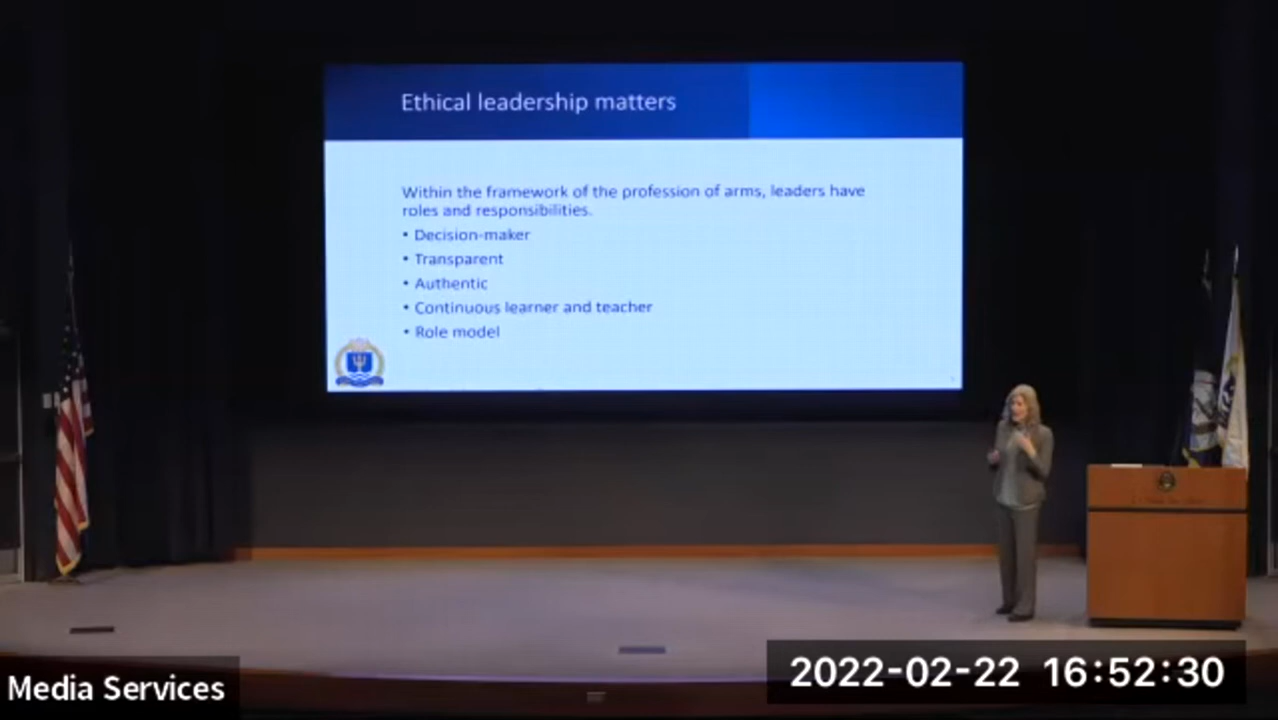 Ethical leadership matters
Within the framework of the profession of arms, leaders have
roles and responsibilities.
• Decision-maker
• Transparent
• Authentic
• Continuous learner and teacher
• Role model
Media Services
2022-02-22 16:52:30